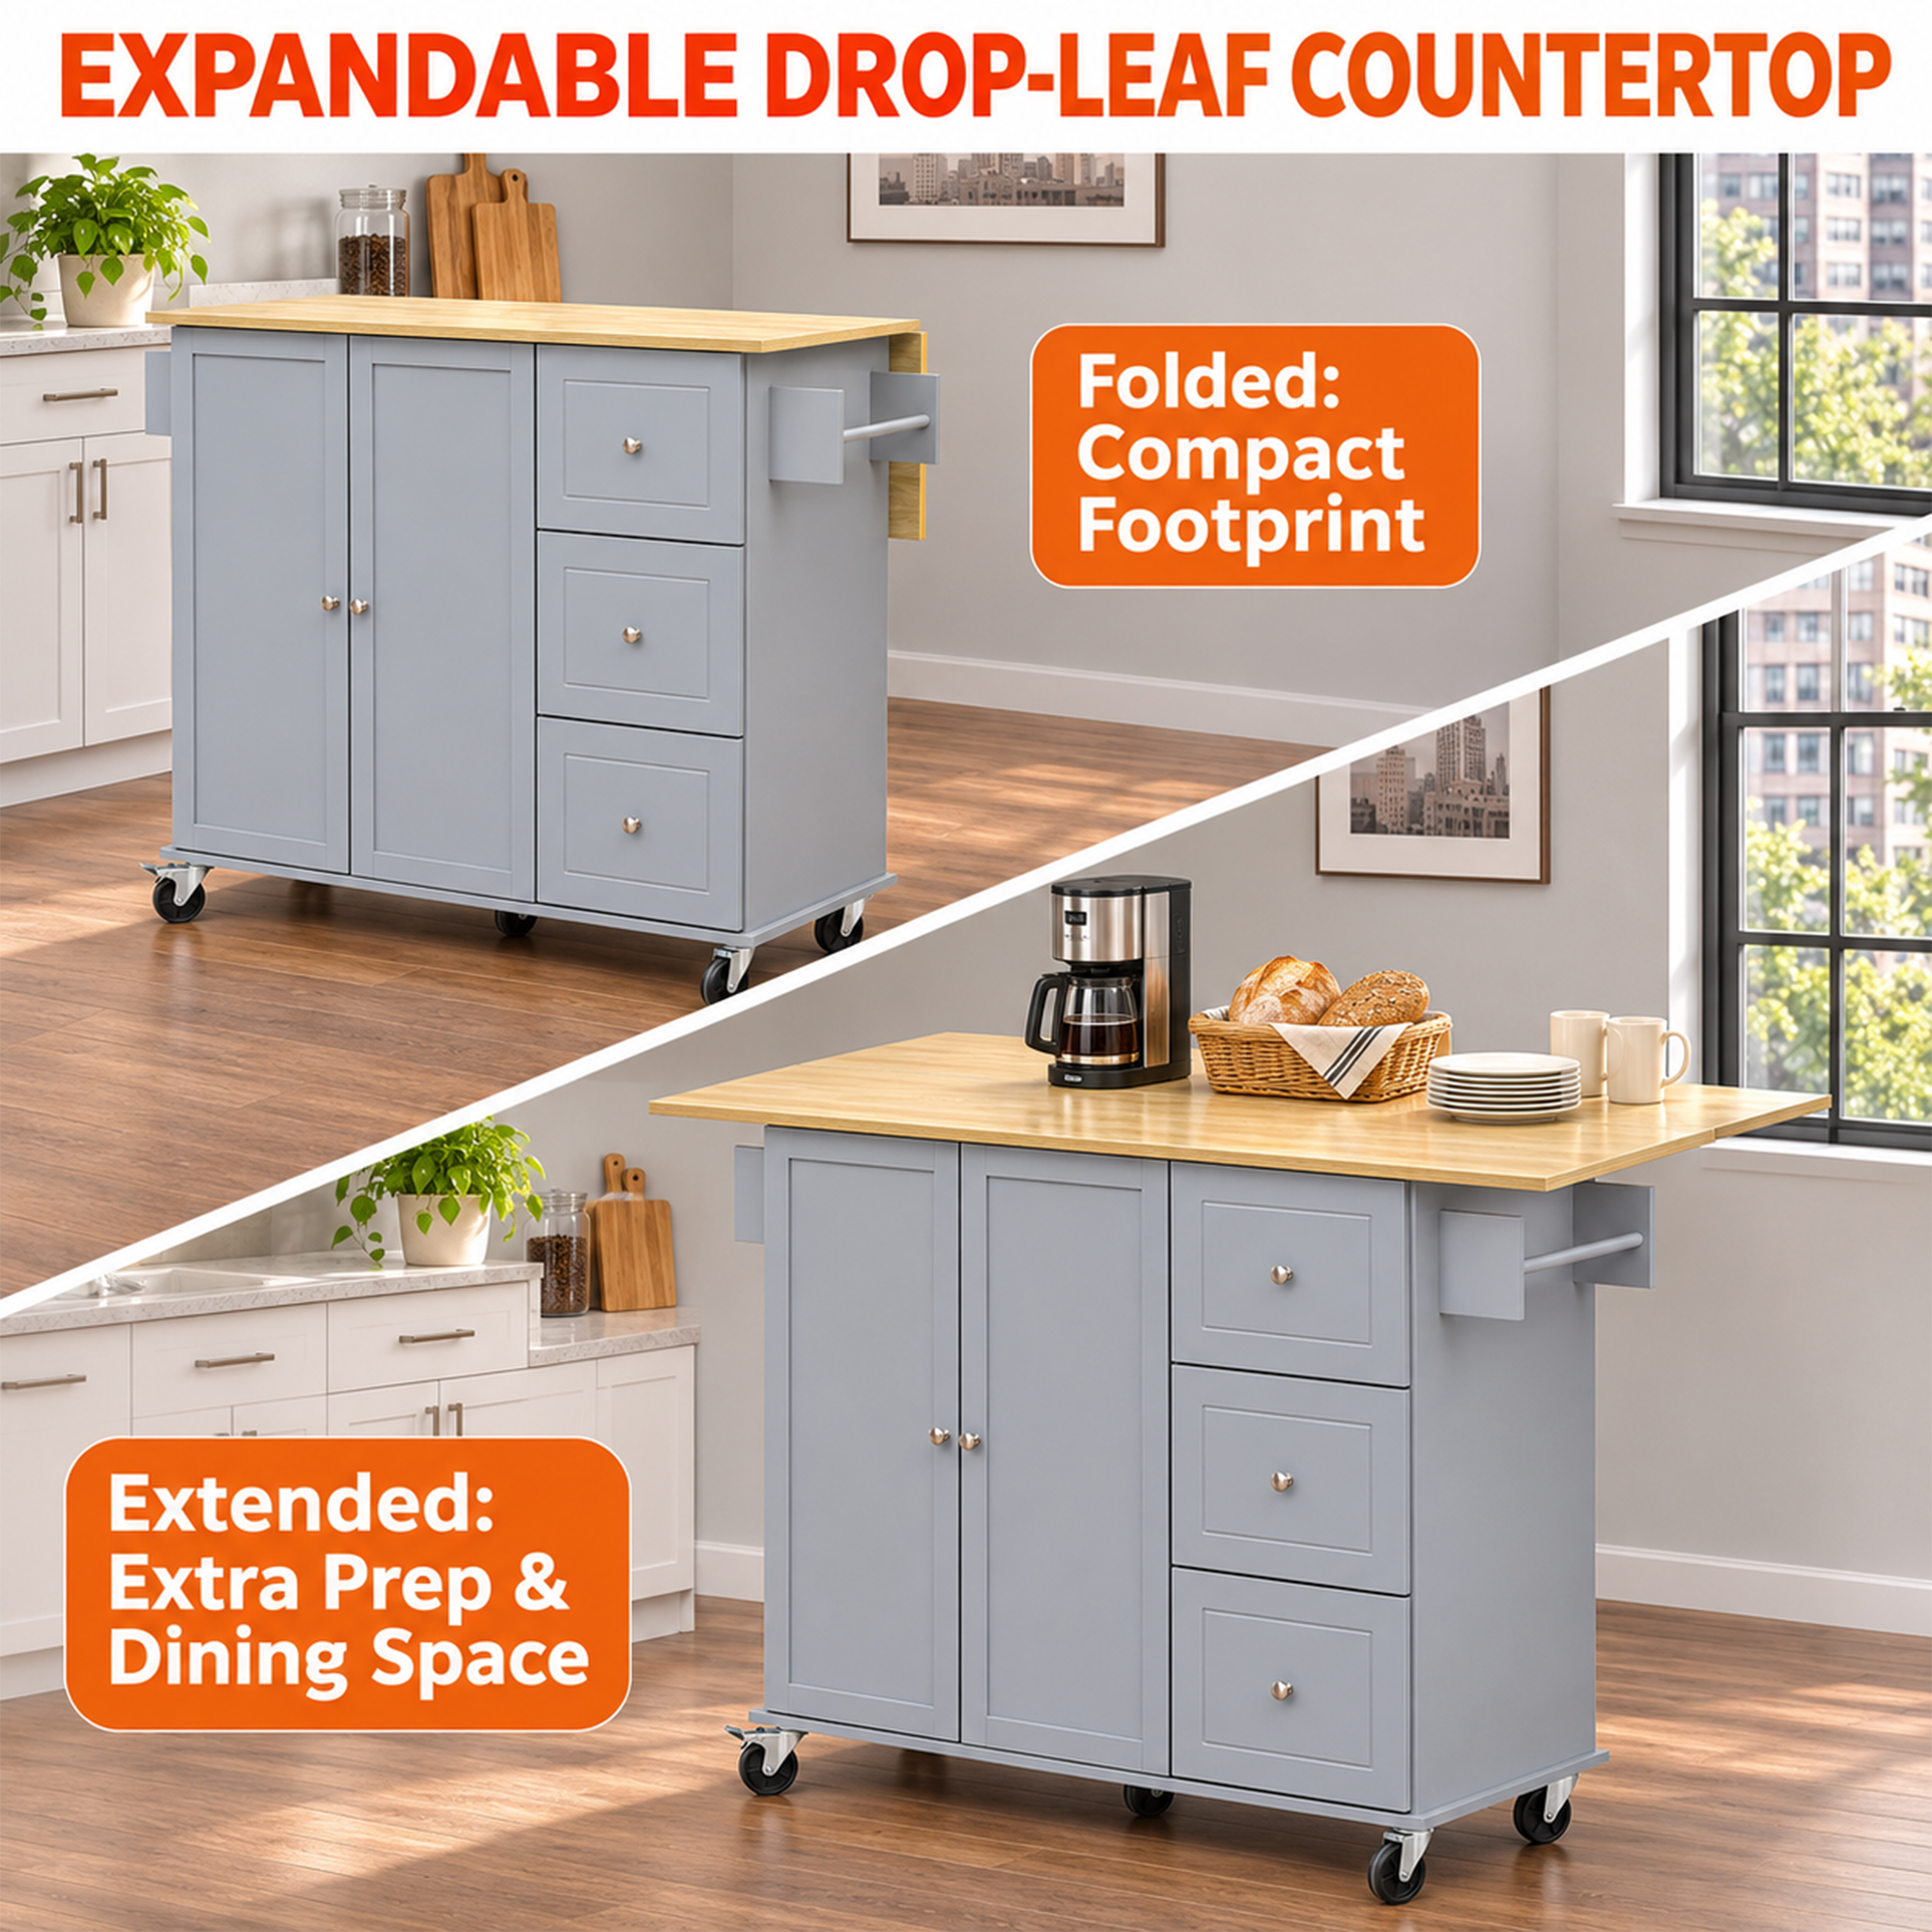 EXPANDABLE DROP-LEAF COUNTERTOP
Folded:
Compact
Footprint
Extended:
Extra Prep &
Dining Space